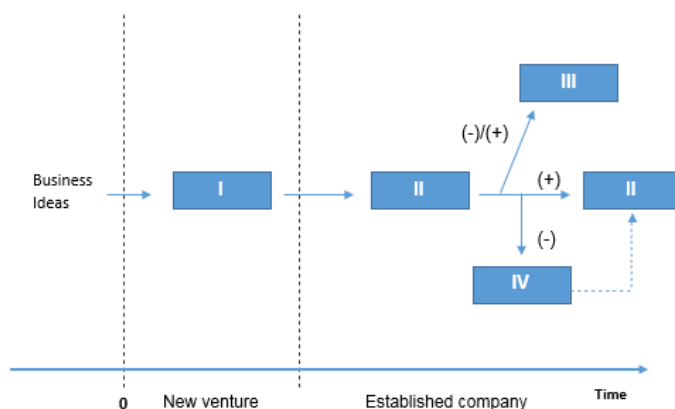 III
(-)/(+)
Business
Ideas
I
II
(+)
II
(-)
IV
0
New venture
Established company
Time